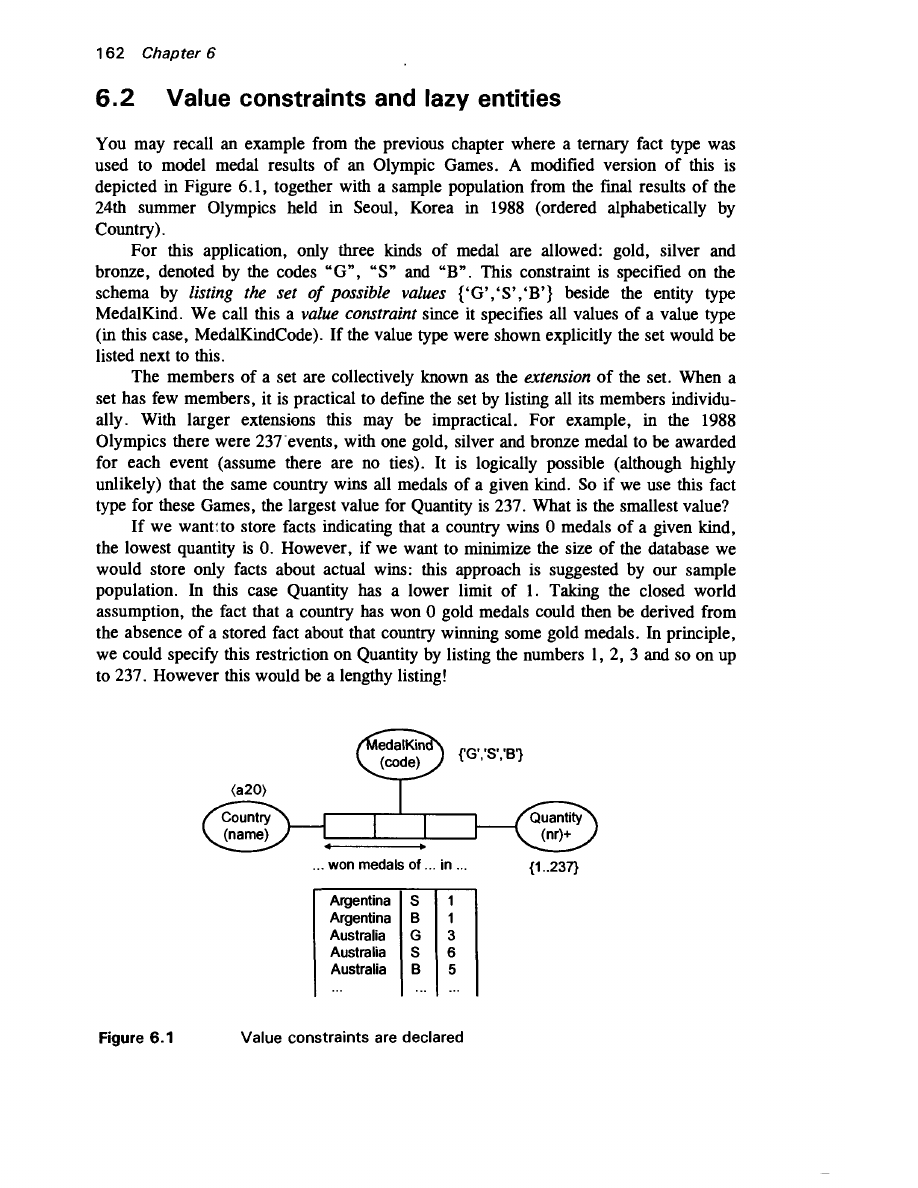 162 Chapter 6
6.2 Value constraints and lazy entities
You may recall an example from the previous chapter where a ternary fact type was
used to model medal results of an Olympic Games. A modified version of this is
depicted in Figure 6.1, together with a sample population from the final results of the
24th summer Olympics held in Seoul, Korea in 1988 (ordered alphabetically by
Country).
For this application, only three kinds of medal are allowed: gold, silver and
bronze, denoted by the codes “G”, “S” and “B”. This constraint is specified on the
schema by listing the set of possible values {‘G’,‘S’,‘B’} beside the entity type
MedalKind. We call this a value constraint since it specifies all values of a value type
(in this case, MedalKindCode). If the value type were shown explicitly the set would be
listed next to this.
The members of a set are collectively known as the extension of the set. When a
set has few members, it is practical to define the set by listing all its members individu-
ally. With larger extensions this may be impractical. For example, in the 1988
Olympics there were 237 events, with one gold, silver and bronze medal to be awarded
for each event (assume there are no ties). It is logically possible (although highly
unlikely) that the same country wins all medals of a given kind. So if we use this fact
type for these Games, the largest value for Quantity is 237. What is the smallest value?
If we want to store facts indicating that a country wins 0 medals of a given kind,
the lowest quantity is 0. However, if we want to minimize the size of the database we
would store only facts about actual wins: this approach is suggested by our sample
population. In this case Quantity has a lower limit of 1. Taking the closed world
assumption, the fact that a country has won 0 gold medals could then be derived from
the absence of a stored fact about that country winning some gold medals. In principle,
we could specify this restriction on Quantity by listing the numbers 1, 2, 3 and so on up
to 237. However this would be a lengthy listing!
MedalKind
(code)
{'G','S','B'}
(a20)
Country
(name)
Quantity
(nr)+
... won medals of ... in ...
{1..237}
Argentina S 1
Argentina B 1
Australia G 3
Australia S 6
Australia B 5
... ... ...
Figure 6.1 Value constraints are declared